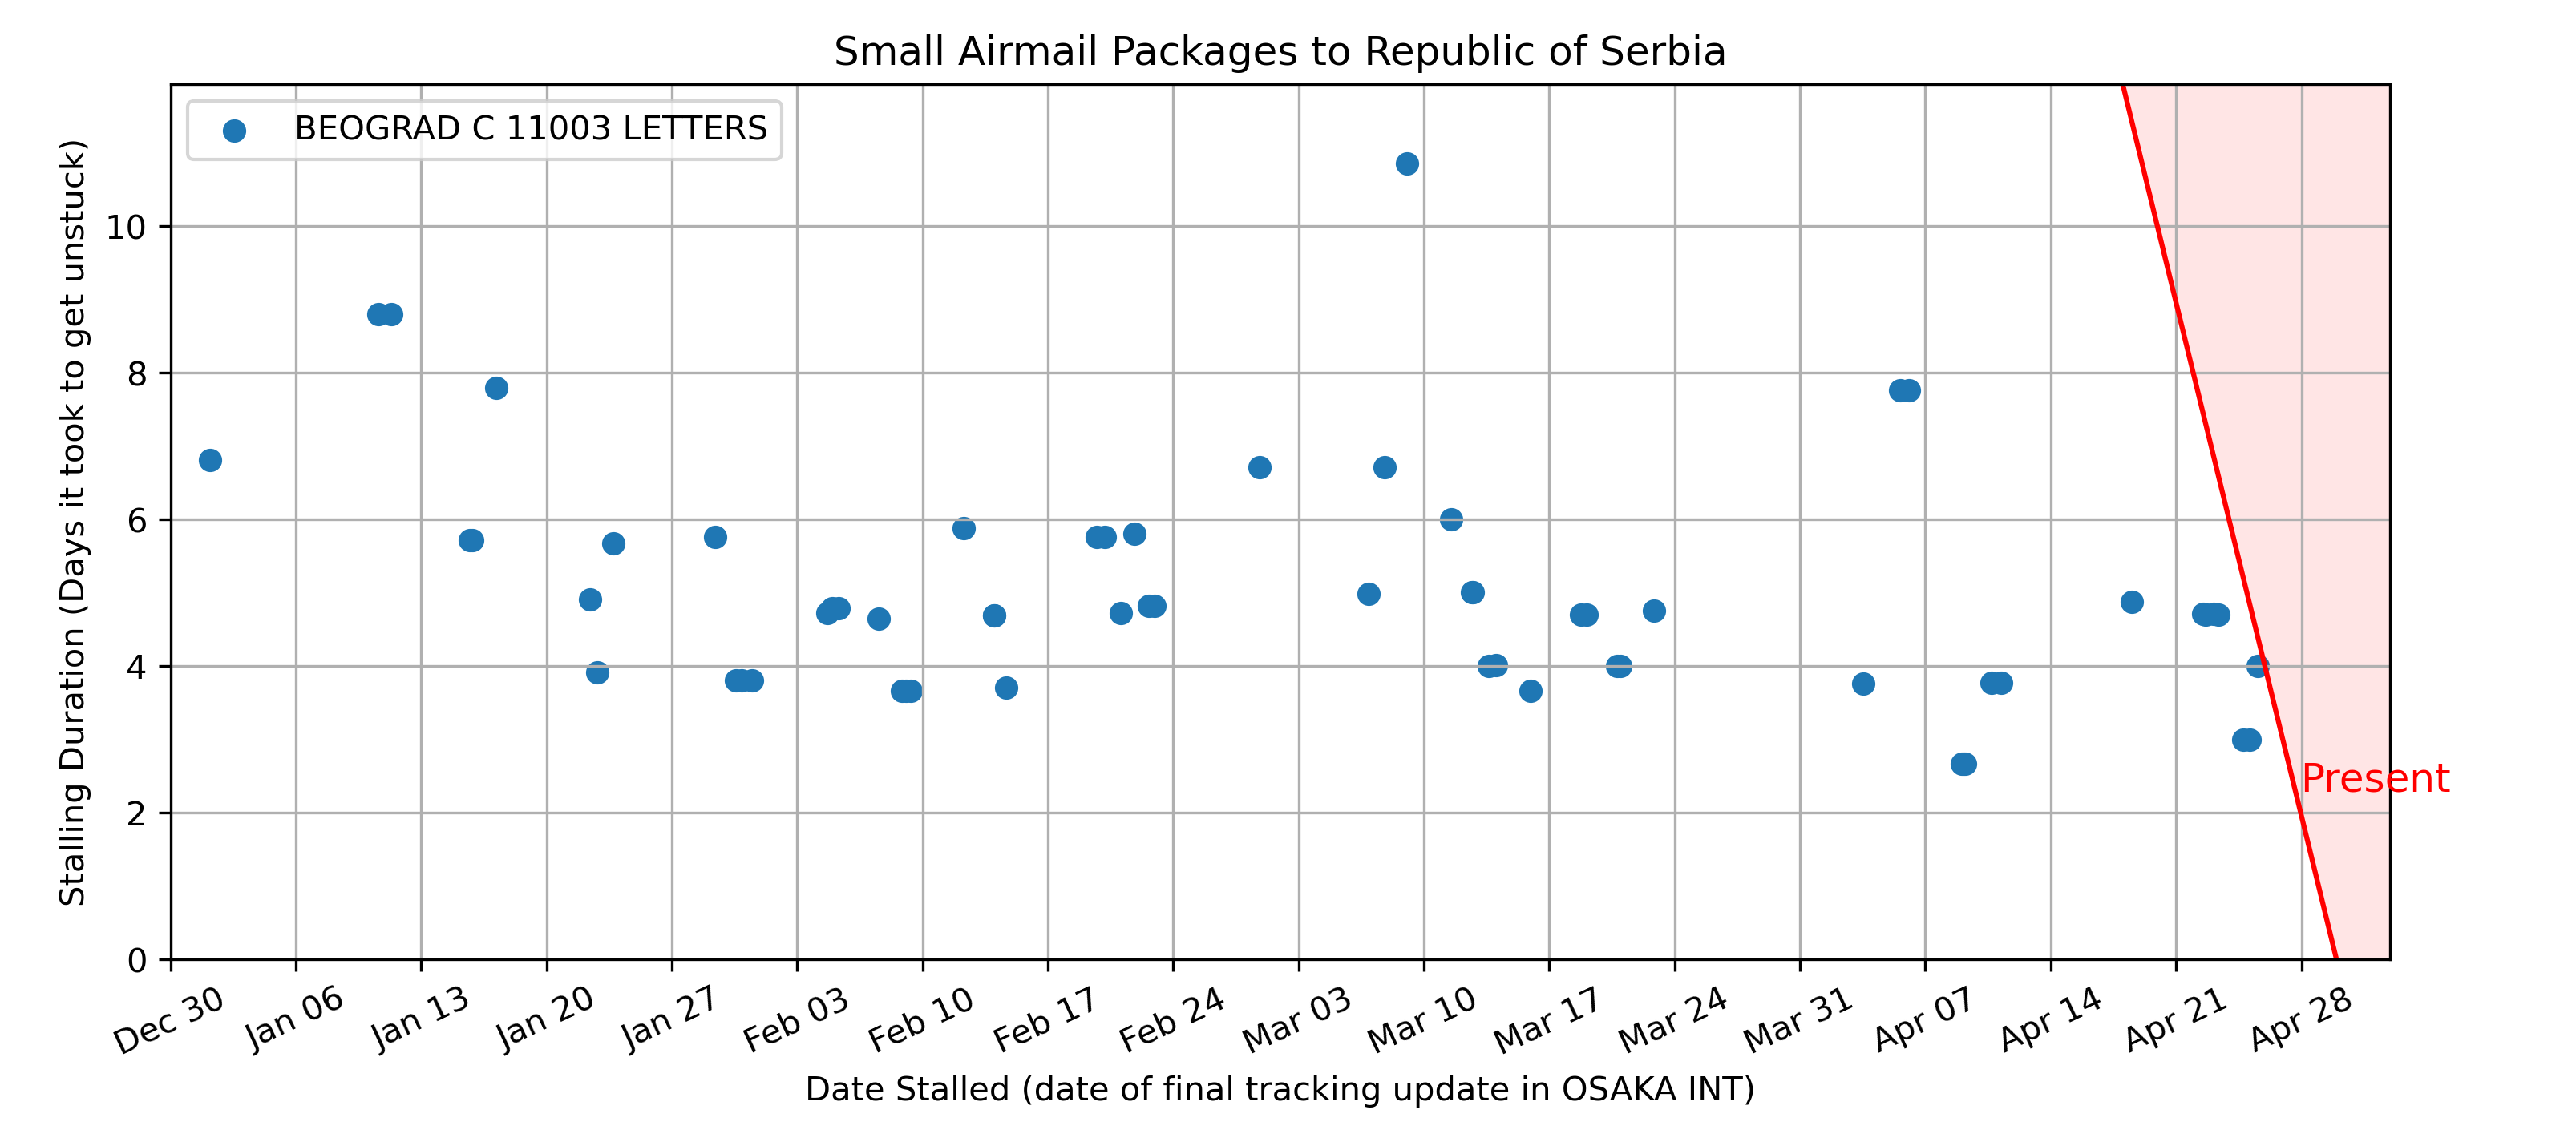 Small Airmail Packages to Republic of Serbia
BEOGRAD C 11003 LETTERS
Stalling Duration (Days it took to get unstuck)
10
8
6
4
2
0
Present
Dec 30 Jan 06 Jan 13 Jan 20 Jan 27 Feb 03 Feb 10 Feb 17 Feb 24 Mar 03 Mar 10 Mar 17 Mar 24 Mar 31 Apr 07 Apr 14 Apr 21 Apr 28
Date Stalled (date of final tracking update in OSAKA INT)